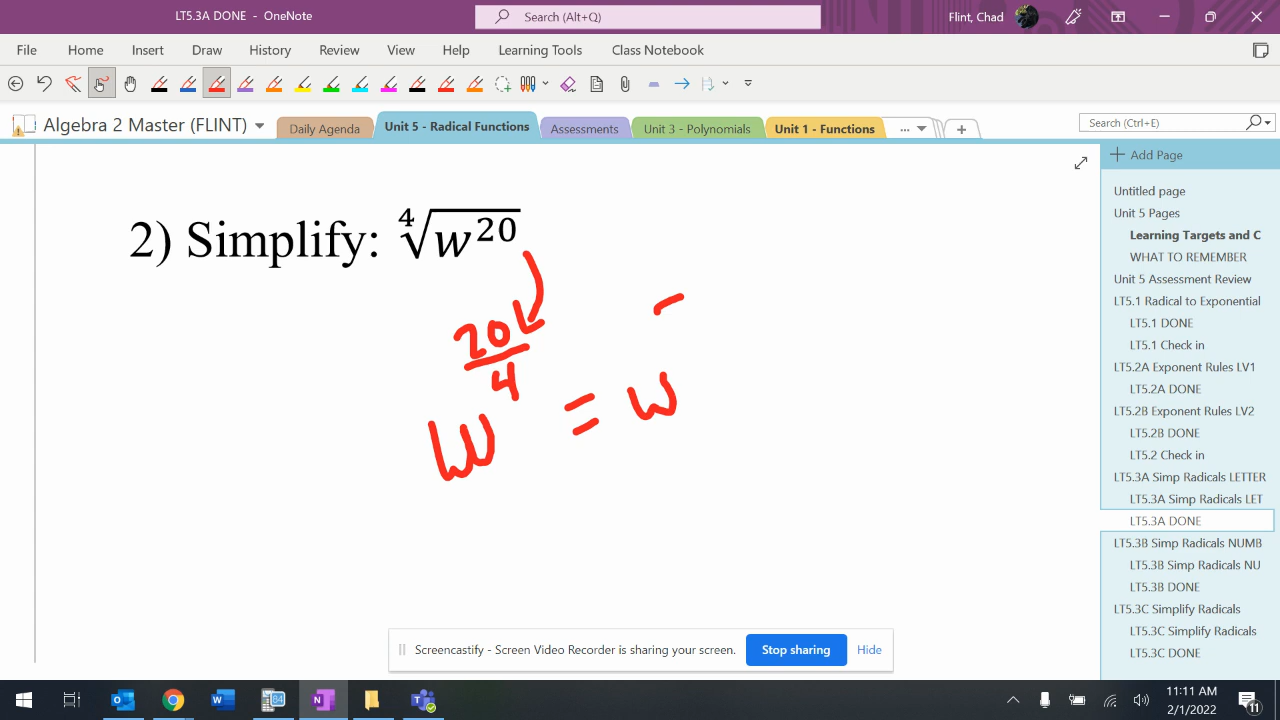 LT5.3A DONE - OneNote
Search (Alt+Q)
Flint, Chad
File Home Insert Draw History Review View Help Learning Tools Class Notebook
Algebra 2 Master (FLINT) Daily Agenda Unit 5 - Radical Functions Assessments Unit 3 - Polynomials Unit 1 - Functions ... +
Search (Ctrl+E)
Add Page
Untitled page
Unit 5 Pages
Learning Targets and C
WHAT TO REMEMBER
Unit 5 Assessment Review
LT5.1 Radical to Exponential
LT5.1 DONE
LT5.1 Check in
LT5.2A Exponent Rules LV1
LT5.2A DONE
LT5.2B Exponent Rules LV2
LT5.2B DONE
LT5.2 Check in
LT5.3A Simp Radicals LETTER
LT5.3A Simp Radicals LET
LT5.3A DONE
LT5.3B Simp Radicals NUMB
LT5.3B Simp Radicals NU
LT5.3B DONE
LT5.3C Simplify Radicals
LT5.3C Simplify Radicals
LT5.3C DONE
2) Simplify: ⁴√w²⁰
20
4
w = w
Screencastify - Screen Video Recorder is sharing your screen. Stop sharing Hide
11:11 AM
2/1/2022
11